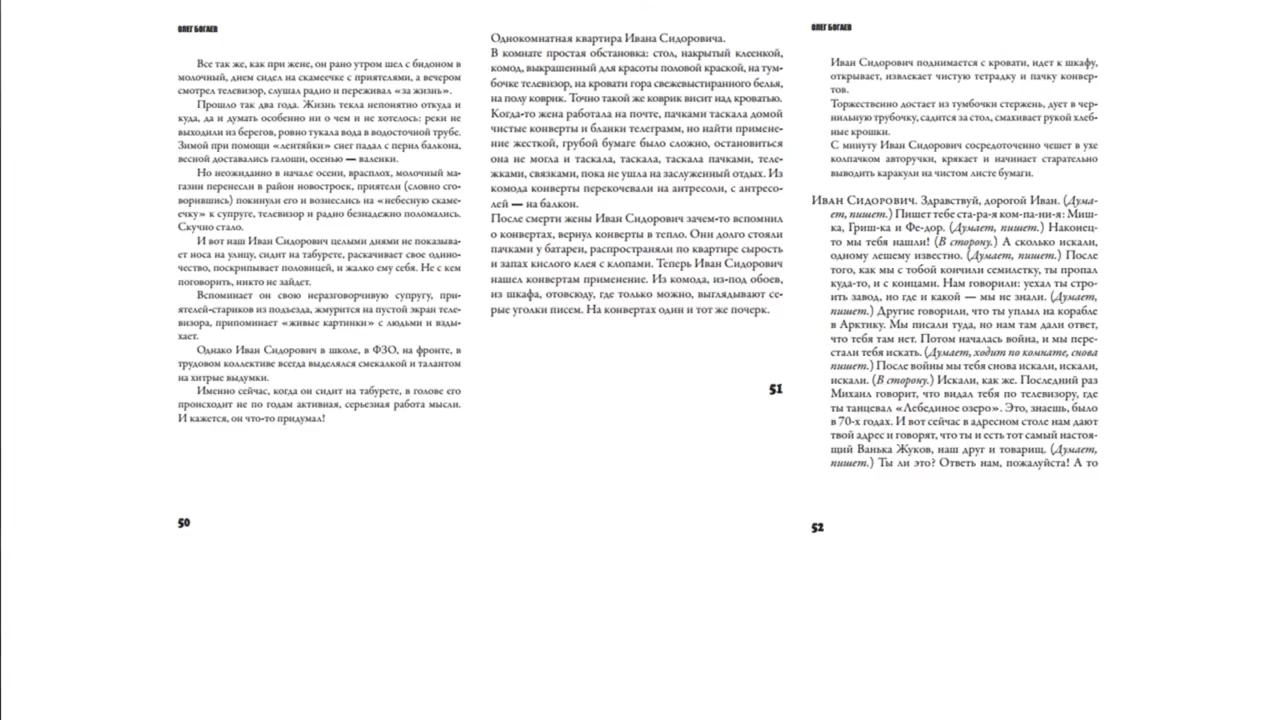 ОЛЕГ БОГАЕВ
Все так же, как при жене, он рано утром шел с бидоном в
молочный, днем сидел на скамеечке с приятелями, а вечером
смотрел телевизор, слушал радио и переживал «за жизнь».
Прошло так два года. Жизнь текла непонятно откуда и
куда, да и думать особенно ни о чем и не хотелось: реки не
выходили из берегов, ровно тукала вода в водосточной трубе.
Зимой при помощи «лентяйки» снег падал с перил балкона,
весной доставались галоши, осенью — валенки.
Но неожиданно в начале осени, врасплох, молочный ма-
газин перенесли в район новостроек, приятели (словно сго-
ворившись) покинули его и вознеслись на «небесную скаме-
ечку» к супруге, телевизор и радио безнадежно поломались.
Скучно стало.
И вот наш Иван Сидорович целыми днями не показыва-
ет носа на улицу, сидит на табурете, раскачивает свое одино-
чество, поскрипывает половицей, и жалко ему себя. Не с кем
поговорить, никто не зайдет.
Вспоминает он свою неразговорчивую супругу, при-
ятелей-стариков из подъезда, жмурится на пустой экран теле-
визора, припоминает «живые картинки» с людьми и взды-
хает.
Однако Иван Сидорович в школе, в ФЗО, на фронте, в
трудовом коллективе всегда выделялся смекалкой и талантом
на хитрые выдумки.
Именно сейчас, когда он сидит на табурете, в голове его
происходит не по годам активная, серьезная работа мысли.
И кажется, он что-то придумал!
50
Однокомнатная квартира Ивана Сидоровича.
В комнате простая обстановка: стол, накрытый клеенкой,
комод, выкрашенный для красоты половой краской, на тум-
бочке телевизор, на кровати гора свежевыстиранного белья,
на полу коврик. Точно такой же коврик висит над кроватью.
Когда-то жена работала на почте, пачками таскала домой
чистые конверты и бланки телеграмм, но найти примене-
ние жесткой, грубой бумаге было сложно, остановиться
она не могла и таскала, таскала, таскала пачками, теле-
жками, связками, пока не ушла на заслуженный отдых. Из
комода конверты перекочевали на антресоли, с антресо-
лей — на балкон.
После смерти жены Иван Сидорович зачем-то вспомнил
о конвертах, вернул конверты в тепло. Они долго стояли
пачками у батареи, распространяли по квартире сырость
и запах кислого клея с клопами. Теперь Иван Сидорович
нашел конвертам применение. Из комода, из-под обоев,
из шкафа, отовсюду, где только можно, выглядывают се-
рые уголки писем. На конвертах один и тот же почерк.
51
ОЛЕГ БОГАЕВ
Иван Сидорович поднимается с кровати, идет к шкафу,
открывает, извлекает чистую тетрадку и пачку конвер-
тов.
Торжественно достает из тумбочки стержень, дует в чер-
нильную трубочку, садится за стол, смахивает рукой хлеб-
ные крошки.
С минуту Иван Сидорович сосредоточенно чешет в ухе
колпачком авторучки, крякает и начинает старательно
выводить каракули на чистом листе бумаги.
Иван Сидорович. Здравствуй, дорогой Иван. (Дума-
ет, пишет.) Пишет тебе ста-ра-я ком-па-ни-я: Миш-
ка, Гриш-ка и Фе-дор. (Думает, пишет.) Наконец-
то мы тебя нашли! (В сторону.) А сколько искали,
одному лешему известно. (Думает, пишет.) После
того, как мы с тобой кончили семилетку, ты пропал
куда-то, и с концами. Нам говорили: уехал ты стро-
ить завод, но где и какой — мы не знали. (Думает,
пишет.) Другие говорили, что ты уплыл на корабле
в Арктику. Мы писали туда, но нам там дали ответ,
что тебя там нет. Потом началась война, и мы пере-
стали тебя искать. (Думает, ходит по комнате, снова
пишет.) После войны мы тебя снова искали, искали,
искали. (В сторону.) Искали, как же. Последний раз
Михаил говорит, что видал тебя по телевизору, где
ты танцевал «Лебединое озеро». Это, знаешь, было
в 70-х годах. И вот сейчас в адресном столе нам дают
твой адрес и говорят, что ты и есть тот самый настоя-
щий Ванька Жуков, наш друг и товарищ. (Думает,
пишет.) Ты ли это? Ответь нам, пожалуйста! А то
52